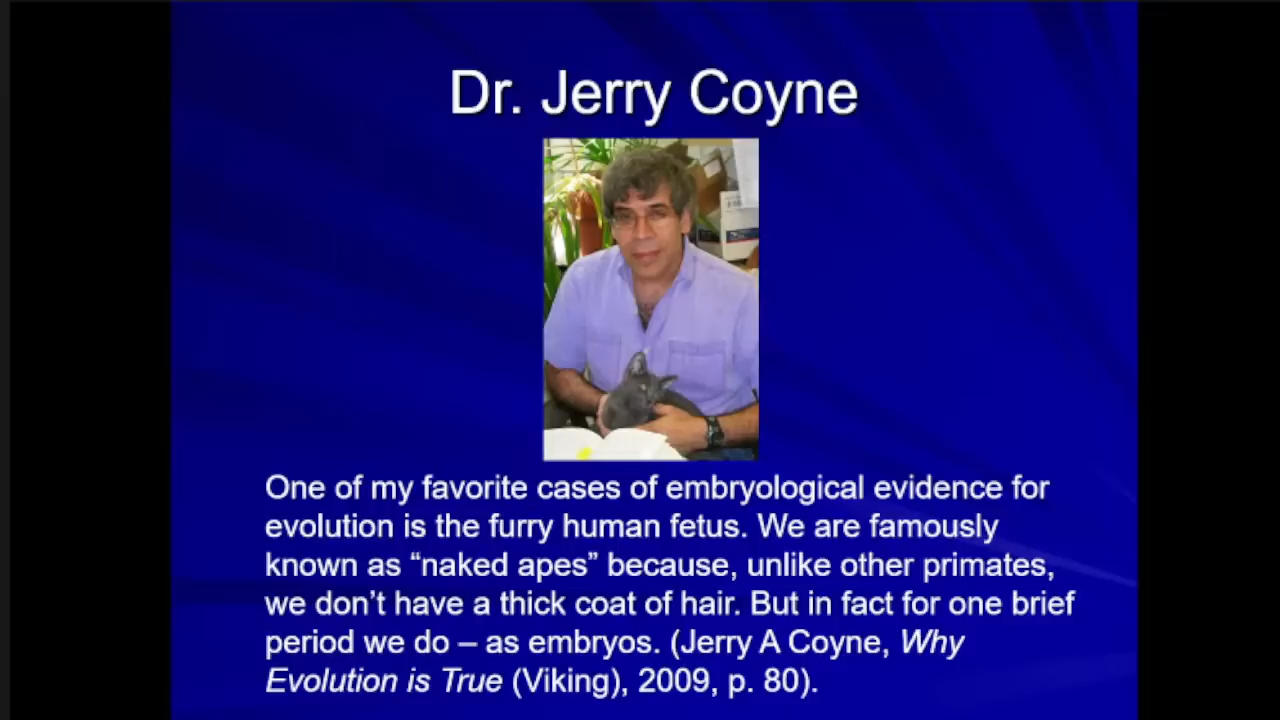 Dr. Jerry Coyne
One of my favorite cases of embryological evidence for
evolution is the furry human fetus. We are famously
known as “naked apes” because, unlike other primates,
we don’t have a thick coat of hair. But in fact for one brief
period we do – as embryos. (Jerry A Coyne, Why
Evolution is True (Viking), 2009, p. 80).